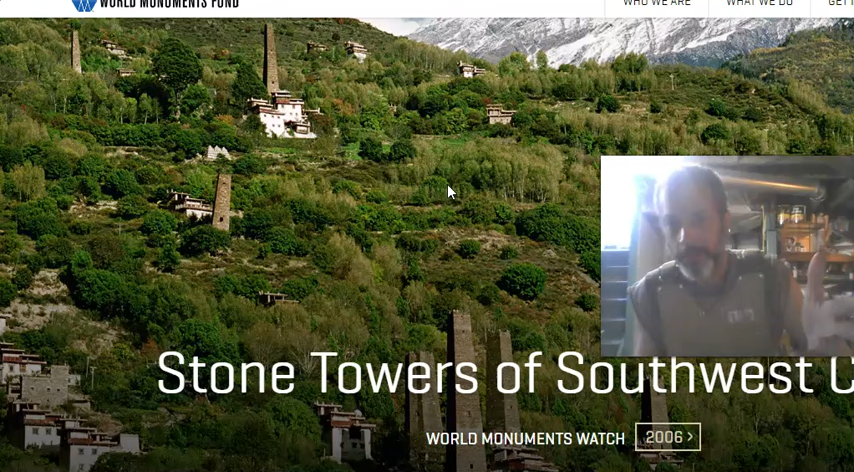 WORLD MONUMENTS FUND
WHO WE ARE
WHAT WE DO
Stone Towers of Southwest
WORLD MONUMENTS WATCH 2006 >